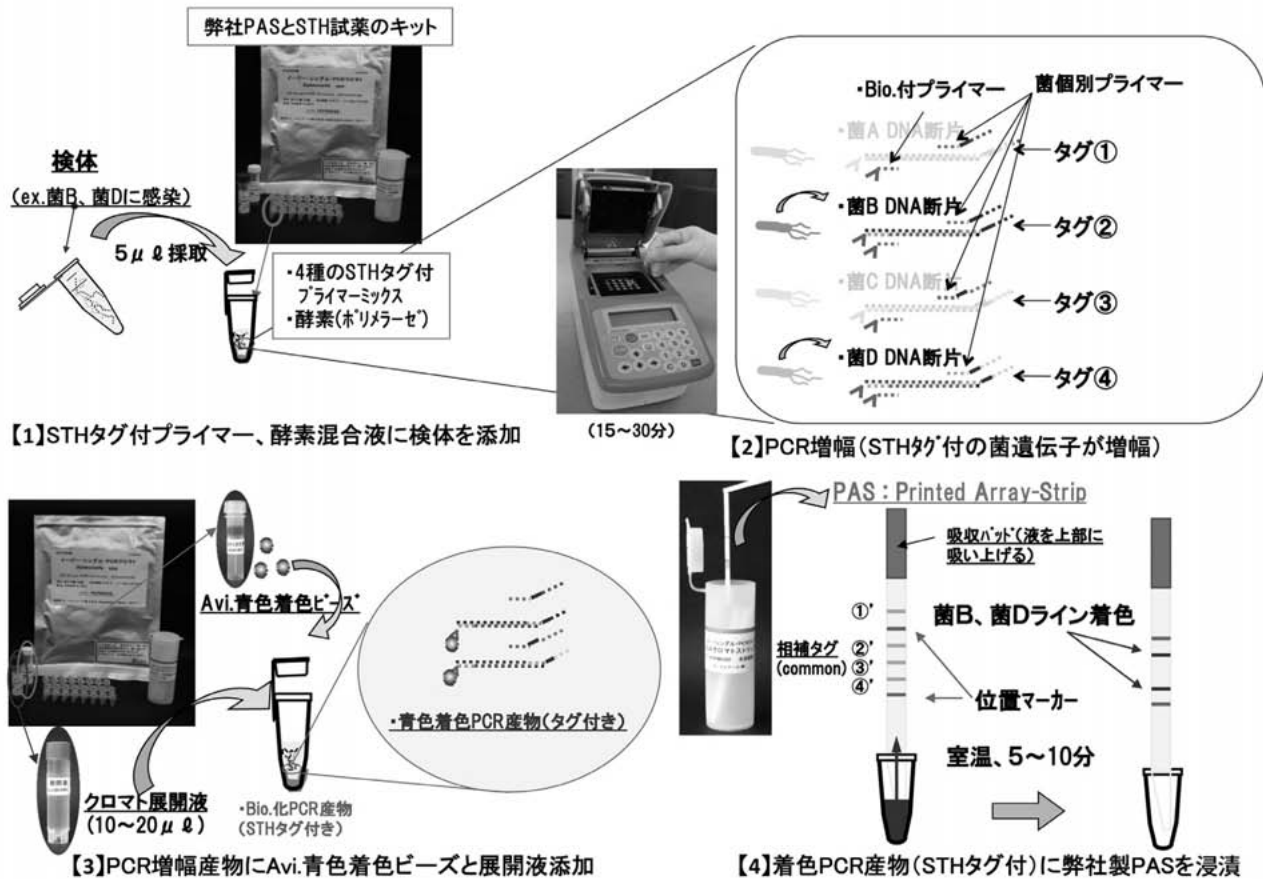 弊社PASとSTH試薬のキット
検体
(ex.菌B、菌Dに感染)
5μℓ採取
・4種のSTHタグ付
プライマーミックス
・酵素(ポリメラーゼ)
【1】STHタグ付プライマー、酵素混合液に検体を添加
(15~30分)
・Bio.付プライマー
菌個別プライマー
・菌A DNA断片
タグ①
・菌B DNA断片
タグ②
・菌C DNA断片
タグ③
・菌D DNA断片
タグ④
【2】PCR増幅(STHタグ付の菌遺伝子が増幅)
Avi.青色着色ビーズ
クロマト展開液
(10~20μℓ)
・Bio.化PCR産物
(STHタグ付き)
・青色着色PCR産物(タグ付き)
【3】PCR増幅産物にAvi.青色着色ビーズと展開液添加
PAS:Printed Array-Strip
吸収パッド(液を上部に
吸い上げる)
①’
相補タグ
(common)
②’
③’
④’
菌B、菌Dライン着色
位置マーカー
室温、5~10分
【4】着色PCR産物(STHタグ付)に弊社製PASを浸漬